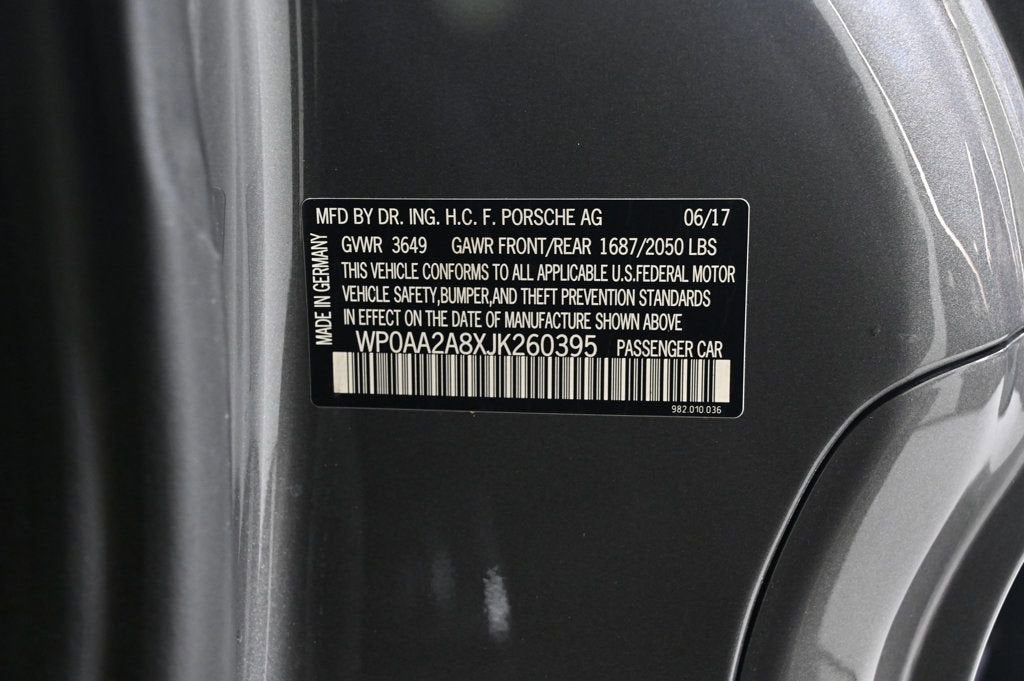 MFD BY DR. ING. H.C. F. PORSCHE AG 06/17
GVWR 3649 GAWR FRONT/REAR 1687/2050 LBS
THIS VEHICLE CONFORMS TO ALL APPLICABLE U.S.FEDERAL MOTOR
VEHICLE SAFETY,BUMPER,AND THEFT PREVENTION STANDARDS
IN EFFECT ON THE DATE OF MANUFACTURE SHOWN ABOVE
WP0AA2A8XJK260395 PASSENGER CAR
982.010.036
MADE IN GERMANY